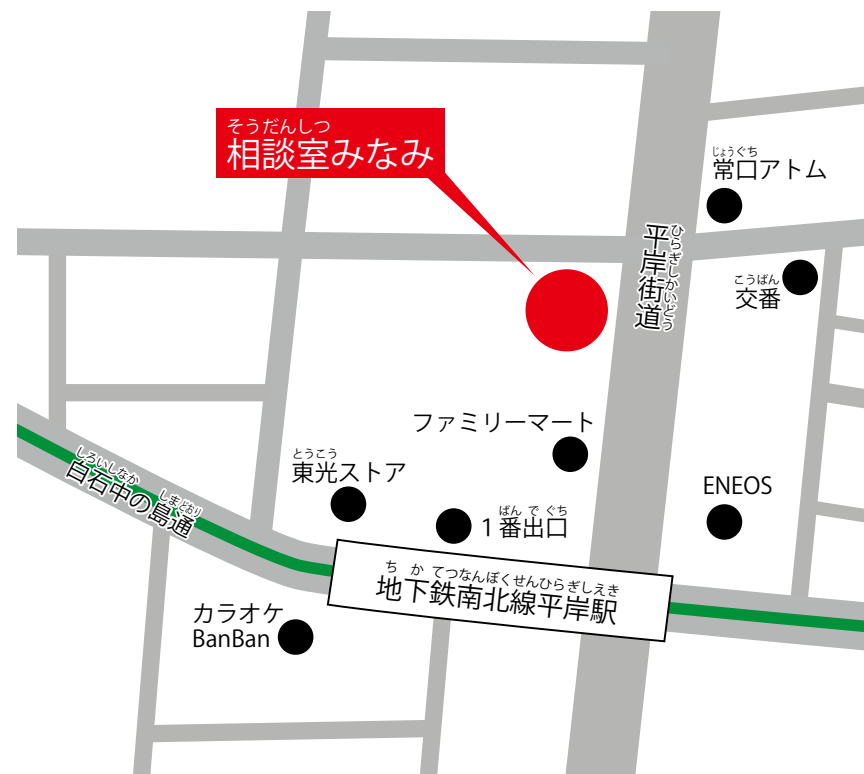 そうだんしつ
相談室みなみ
じょうぐち
常口アトム
ひらぎしかいどう
平岸街道
こうばん
交番
ファミリーマート
とうこう
東光ストア
ENEOS
しろいしなか しまどおり
白石中の島通
ばん で ぐち
1番出口
ち か てつなんぼくせんひらぎしえき
地下鉄南北線平岸駅
カラオケ
BanBan